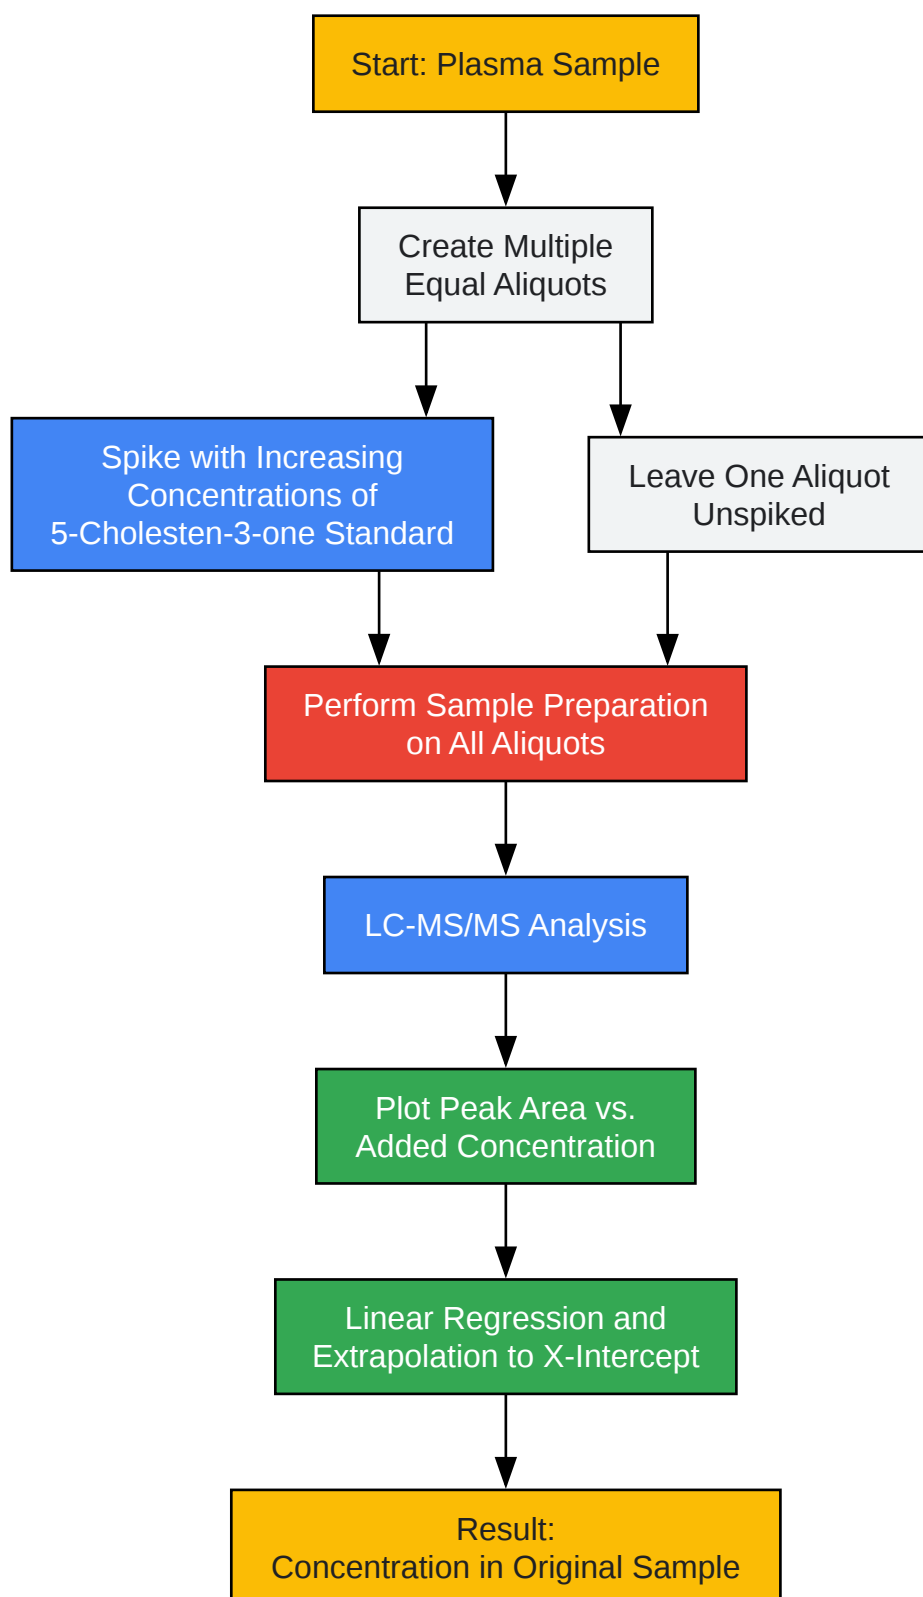 Start: Plasma Sample
Create Multiple
Equal Aliquots
Spike with Increasing
Concentrations of
5-Cholesten-3-one Standard
Leave One Aliquot
Unspiked
Perform Sample Preparation
on All Aliquots
LC-MS/MS Analysis
Plot Peak Area vs.
Added Concentration
Linear Regression and
Extrapolation to X-Intercept
Result:
Concentration in Original Sample